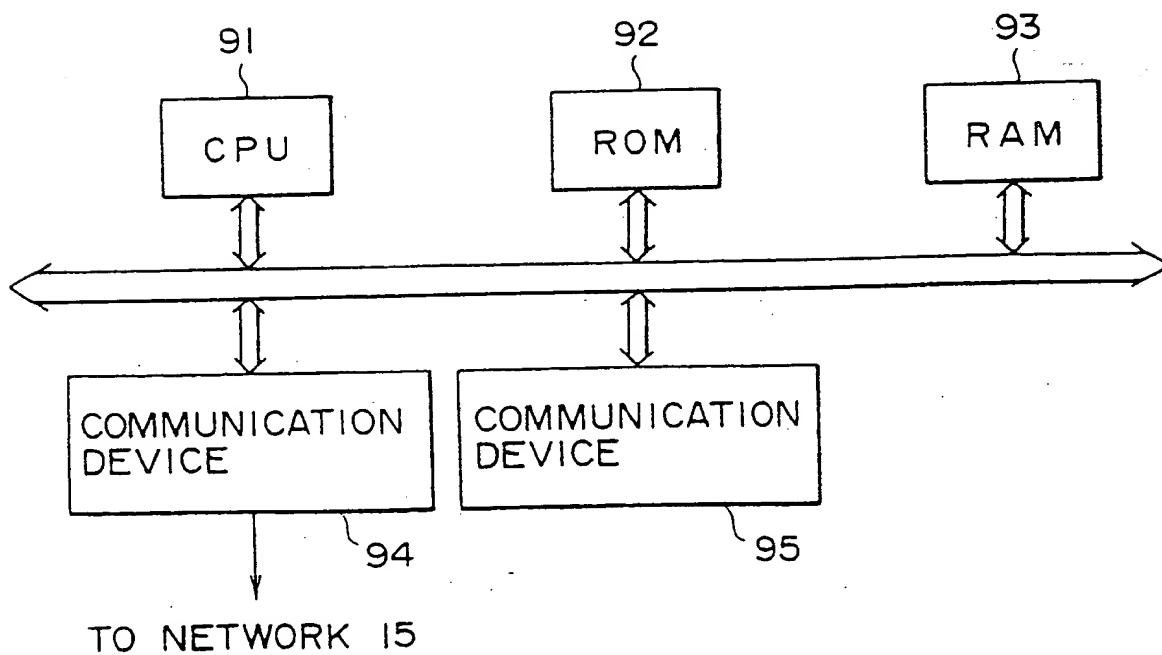 91
92
93
CPU
ROM
RAM
COMMUNICATION
DEVICE
COMMUNICATION
DEVICE
94
95
TO NETWORK 15